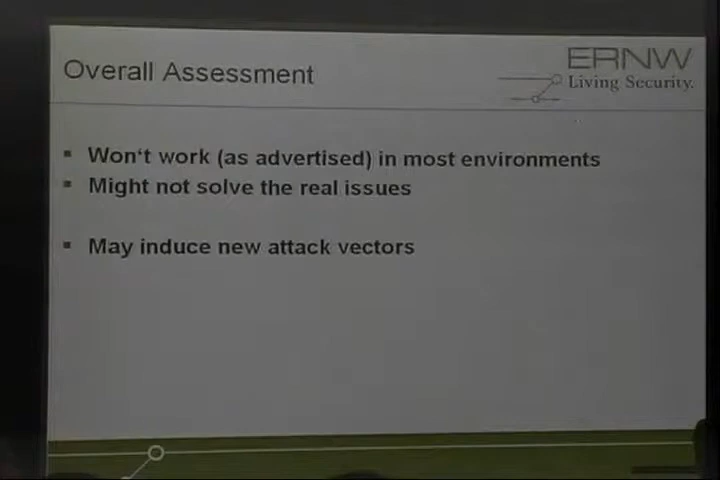 ERNW
Living Security.
Overall Assessment
Won‘t work (as advertised) in most environments
Might not solve the real issues
May induce new attack vectors